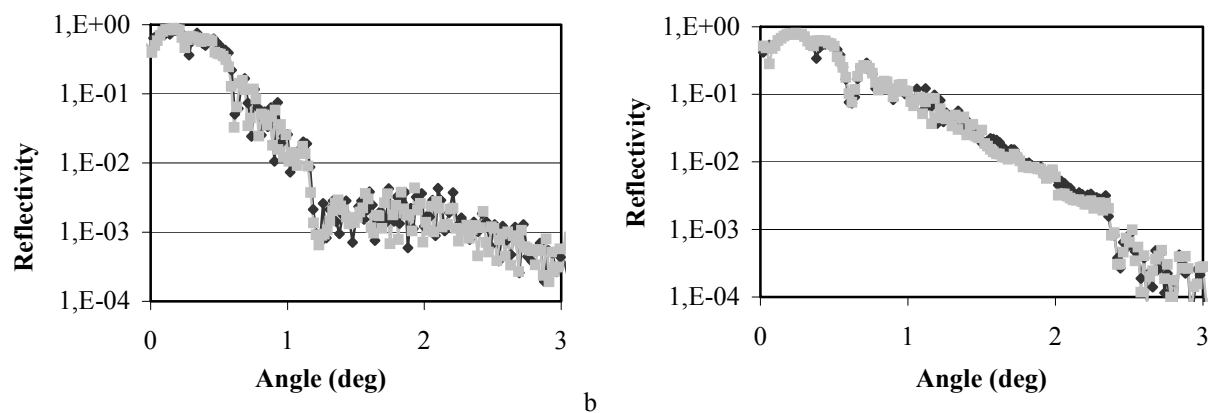 1,E+00
1,E-01
1,E-02
1,E-03
1,E-04
Reflectivity
0 1 2 3
Angle (deg)
b
1,E+00
1,E-01
1,E-02
1,E-03
1,E-04
Reflectivity
0 1 2 3
Angle (deg)